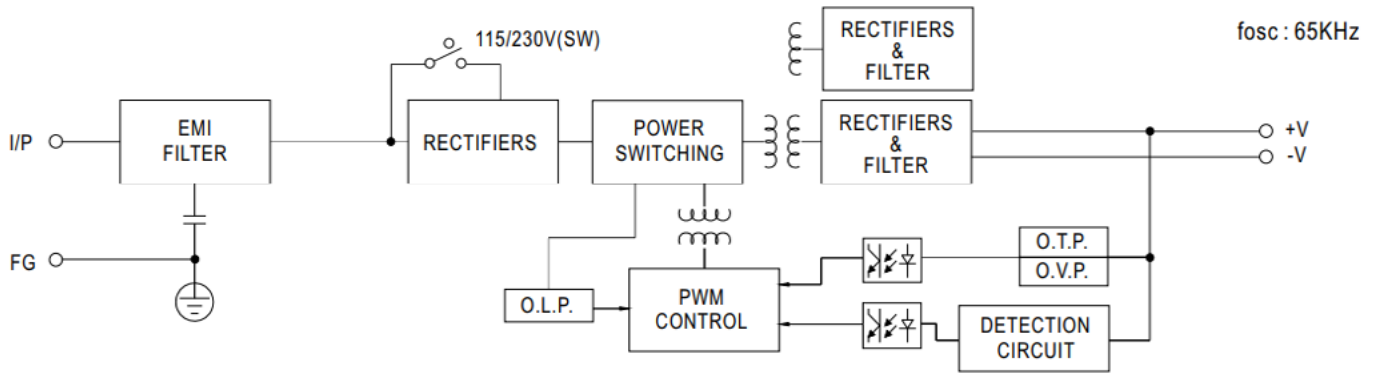 RECTIFIERS
&
FILTER
fosc : 65KHz
115/230V(SW)
I/P
EMI
FILTER
RECTIFIERS
POWER
SWITCHING
RECTIFIERS
&
FILTER
+V
-V
FG
O.L.P.
PWM
CONTROL
O.T.P.
O.V.P.
DETECTION
CIRCUIT